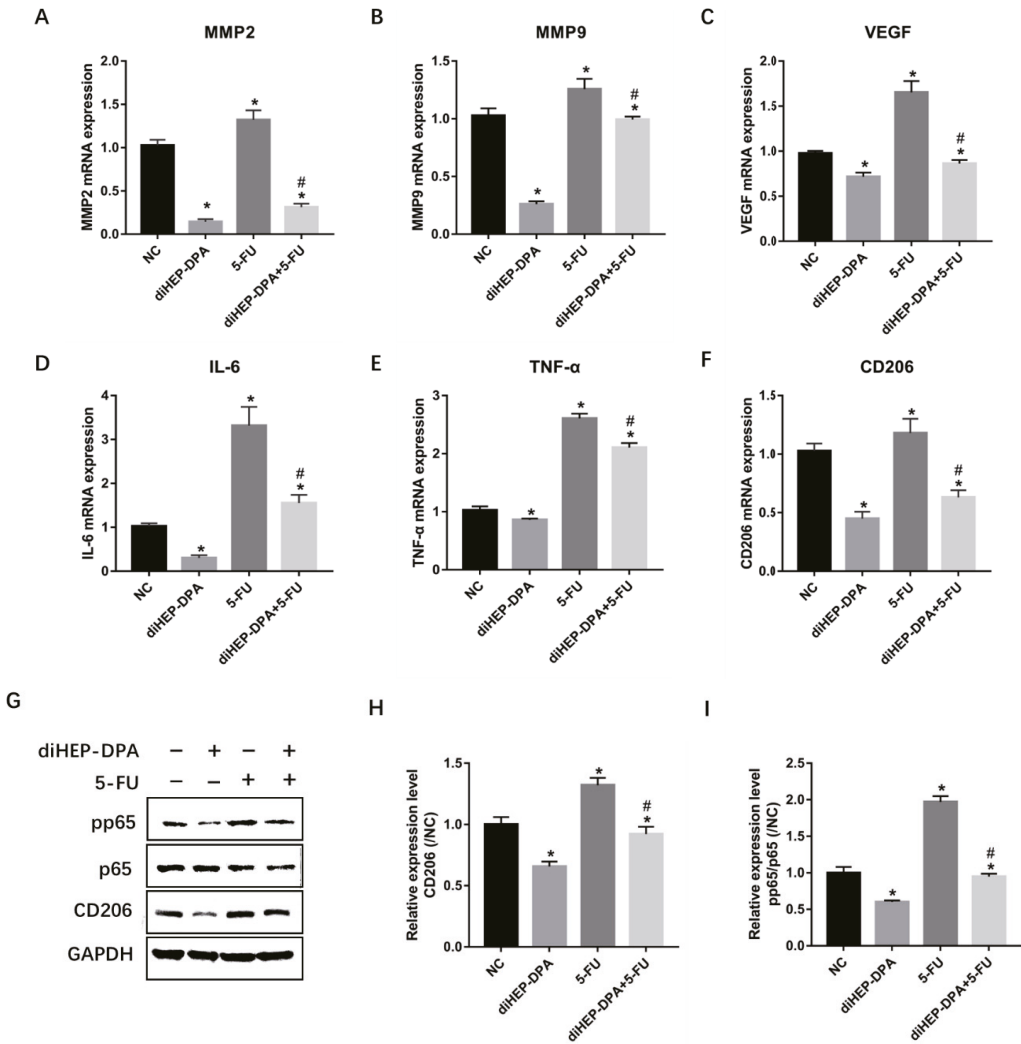 A
MMP2
MMP2 mRNA expression
2.0
1.5
1.0
0.5
0.0
*
*
#
*
NC
diHEP-DPA
5-FU
diHEP-DPA+5-FU
B
MMP9
MMP9 mRNA expression
1.5
1.0
0.5
0.0
*
*
#
*
NC
diHEP-DPA
5-FU
diHEP-DPA+5-FU
C
VEGF
VEGF mRNA expression
2.0
1.5
1.0
0.5
0.0
*
*
#
*
NC
diHEP-DPA
5-FU
diHEP-DPA+5-FU
D
IL-6
IL-6 mRNA expression
4
3
2
1
0
*
*
#
*
NC
diHEP-DPA
5-FU
diHEP-DPA+5-FU
E
TNF-α
TNF-α mRNA expression
3
2
1
0
*
*
#
*
NC
diHEP-DPA
5-FU
diHEP-DPA+5-FU
F
CD206
CD206 mRNA expression
1.5
1.0
0.5
0.0
*
*
#
*
NC
diHEP-DPA
5-FU
diHEP-DPA+5-FU
G
diHEP-DPA − + − +
5-FU − − + +
pp65
p65
CD206
GAPDH
H
Relative expression level
CD206 (/NC)
1.5
1.0
0.5
0.0
*
*
#
*
NC
diHEP-DPA
5-FU
diHEP-DPA+5-FU
I
Relative expression level
pp65/p65 (/NC)
2.5
2.0
1.5
1.0
0.5
0.0
*
*
#
*
NC
diHEP-DPA
5-FU
diHEP-DPA+5-FU